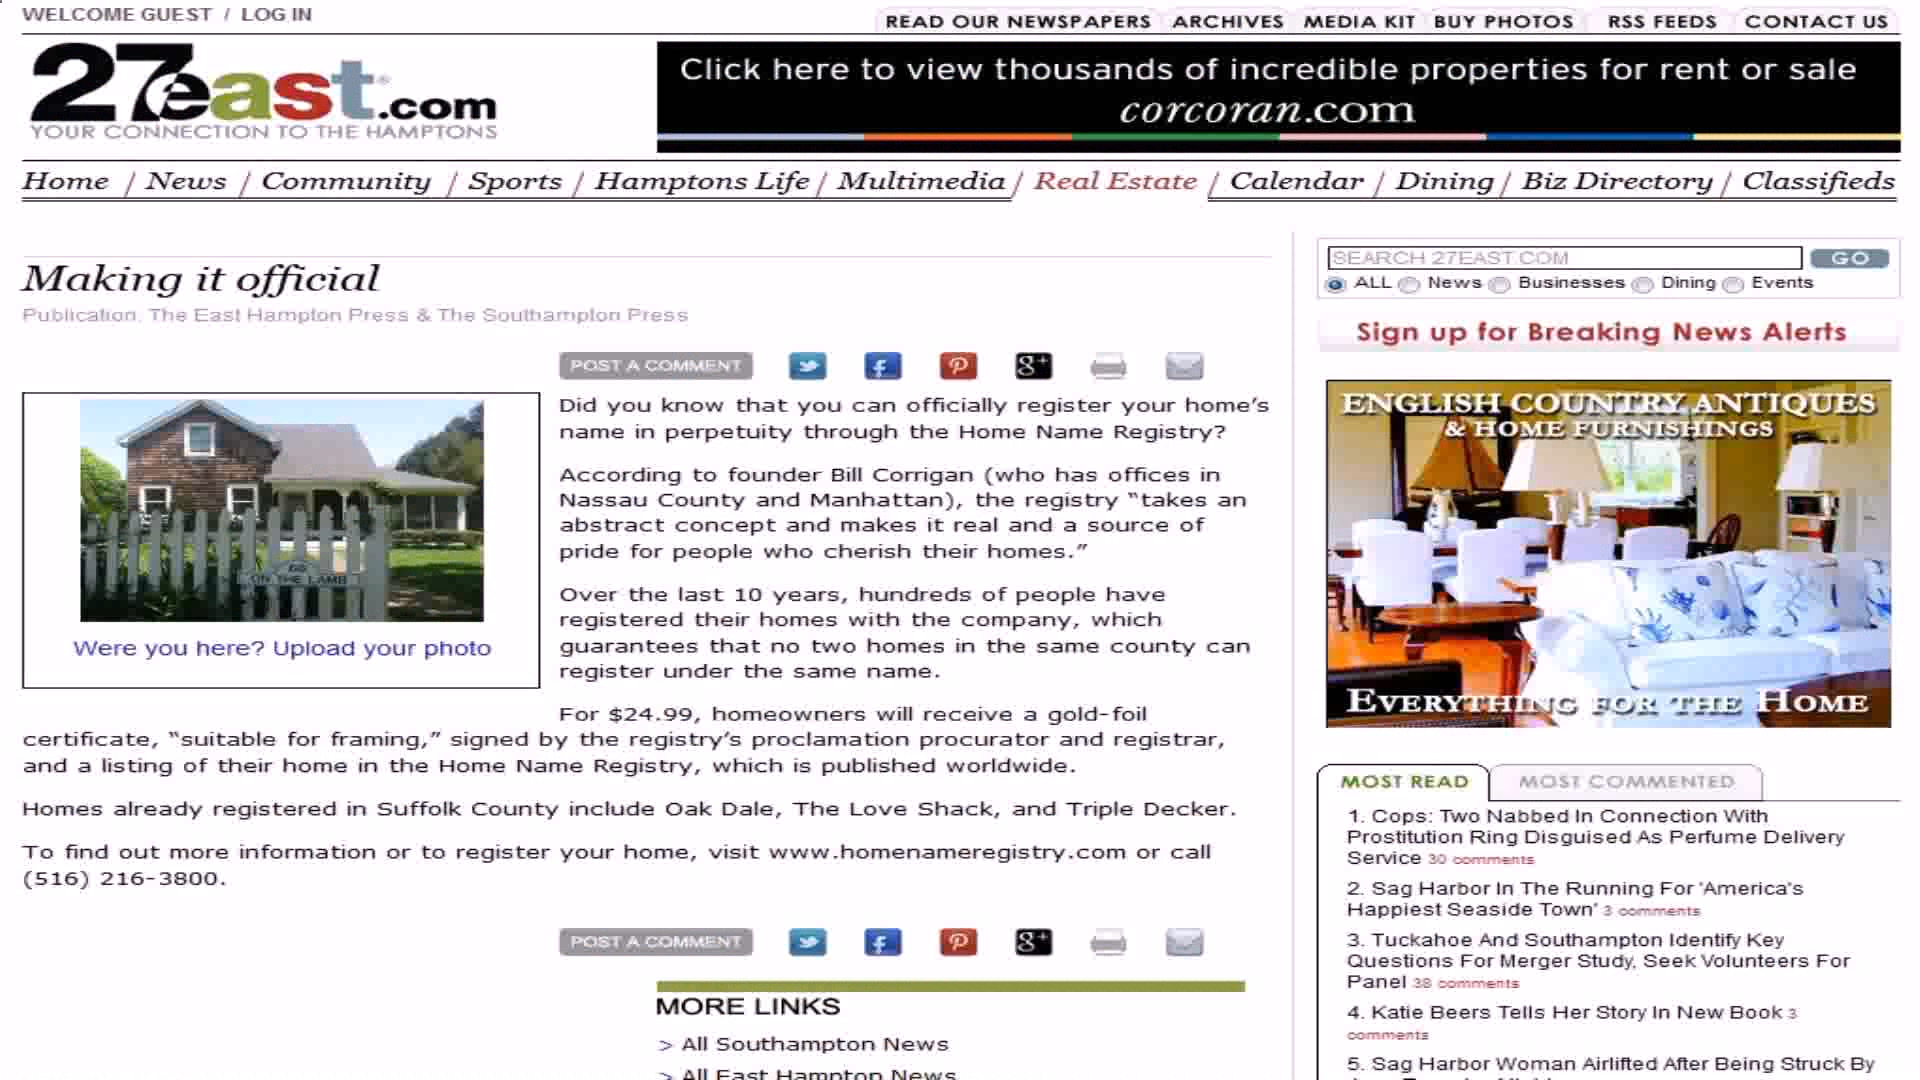 WELCOME GUEST / LOG IN
READ OUR NEWSPAPERS ARCHIVES MEDIA KIT BUY PHOTOS RSS FEEDS CONTACT US
27east.com
YOUR CONNECTION TO THE HAMPTONS
Click here to view thousands of incredible properties for rent or sale
corcoran.com
Home / News / Community / Sports / Hamptons Life / Multimedia / Real Estate / Calendar / Dining / Biz Directory / Classifieds
Making it official
Publication: The East Hampton Press & The Southampton Press
POST A COMMENT
ON THE LAMB
Were you here? Upload your photo
Did you know that you can officially register your home’s
name in perpetuity through the Home Name Registry?
According to founder Bill Corrigan (who has offices in
Nassau County and Manhattan), the registry “takes an
abstract concept and makes it real and a source of
pride for people who cherish their homes.”
Over the last 10 years, hundreds of people have
registered their homes with the company, which
guarantees that no two homes in the same county can
register under the same name.
For $24.99, homeowners will receive a gold-foil
certificate, “suitable for framing,” signed by the registry’s proclamation procurator and registrar,
and a listing of their home in the Home Name Registry, which is published worldwide.
Homes already registered in Suffolk County include Oak Dale, The Love Shack, and Triple Decker.
To find out more information or to register your home, visit www.homenameregistry.com or call
(516) 216-3800.
POST A COMMENT
MORE LINKS
> All Southampton News
> All East Hampton News
SEARCH 27EAST.COM GO
ALL News Businesses Dining Events
Sign up for Breaking News Alerts
ENGLISH COUNTRY ANTIQUES
& HOME FURNISHINGS
EVERYTHING FOR THE HOME
MOST READ MOST COMMENTED
1. Cops: Two Nabbed In Connection With
Prostitution Ring Disguised As Perfume Delivery
Service 30 comments
2. Sag Harbor In The Running For 'America's
Happiest Seaside Town' 3 comments
3. Tuckahoe And Southampton Identify Key
Questions For Merger Study, Seek Volunteers For
Panel 38 comments
4. Katie Beers Tells Her Story In New Book 3
comments
5. Sag Harbor Woman Airlifted After Being Struck By